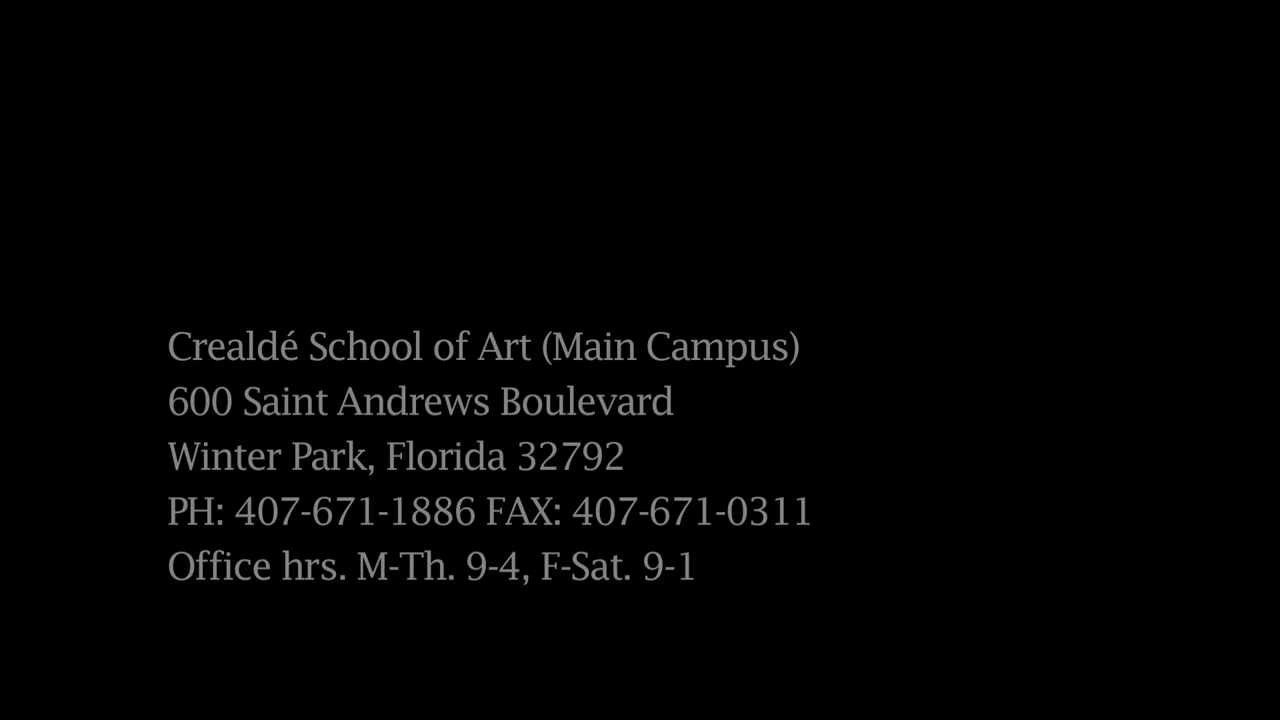 Crealdé School of Art (Main Campus)
600 Saint Andrews Boulevard
Winter Park, Florida 32792
PH: 407-671-1886 FAX: 407-671-0311
Office hrs. M-Th. 9-4, F-Sat. 9-1